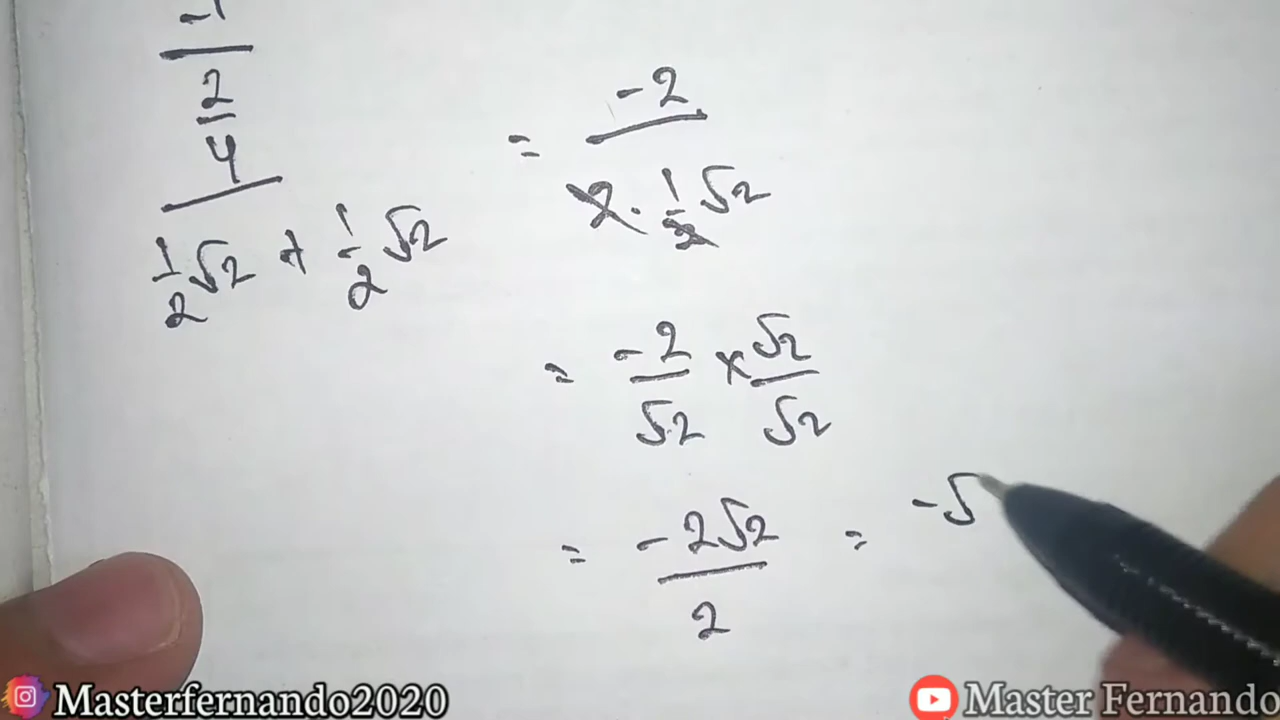 -1
2
4
1/2 √2 + 1/2 √2
= -2
2 . 1/2 √2
= -2/√2 x √2/√2
= -2√2/2 = -√
Masterfernando2020
Master Fernando